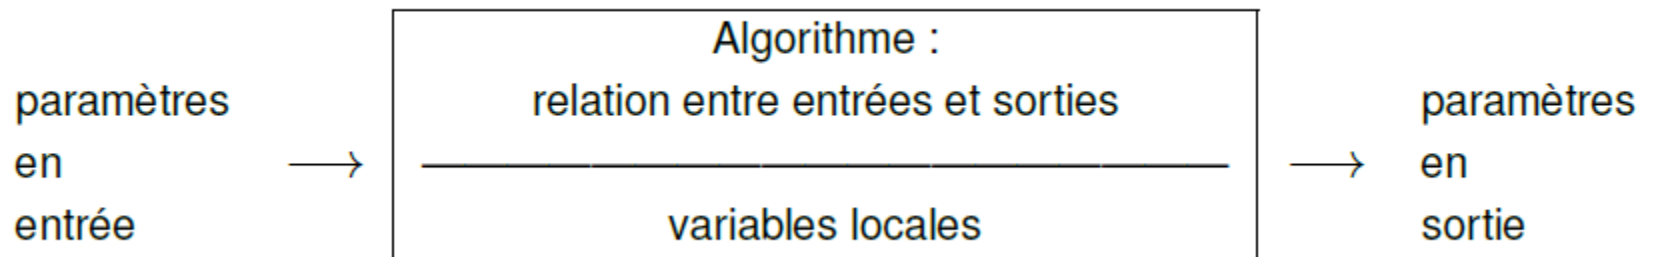 Algorithme :
paramètres relation entre entrées et sorties paramètres
en en
entrée variables locales sortie